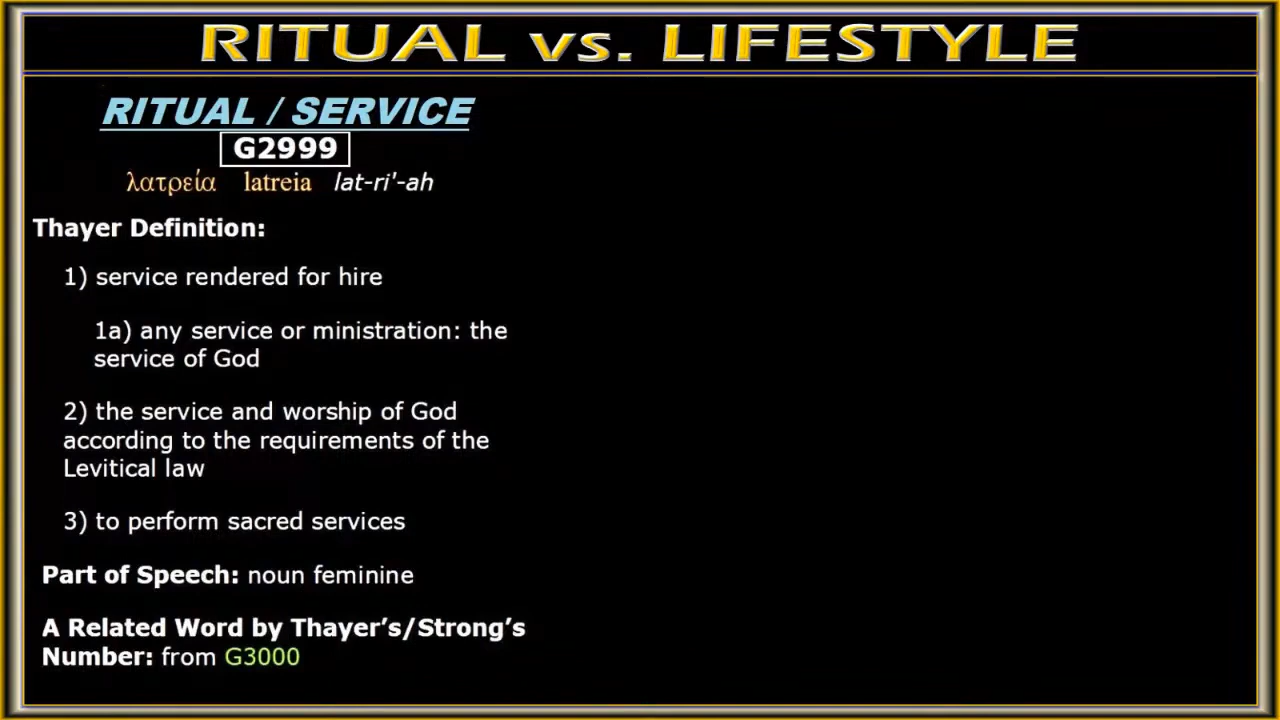 RITUAL vs. LIFESTYLE
RITUAL / SERVICE
G2999
λατρεία latreia lat-ri'-ah
Thayer Definition:
1) service rendered for hire
1a) any service or ministration: the
service of God
2) the service and worship of God
according to the requirements of the
Levitical law
3) to perform sacred services
Part of Speech: noun feminine
A Related Word by Thayer’s/Strong’s
Number: from G3000